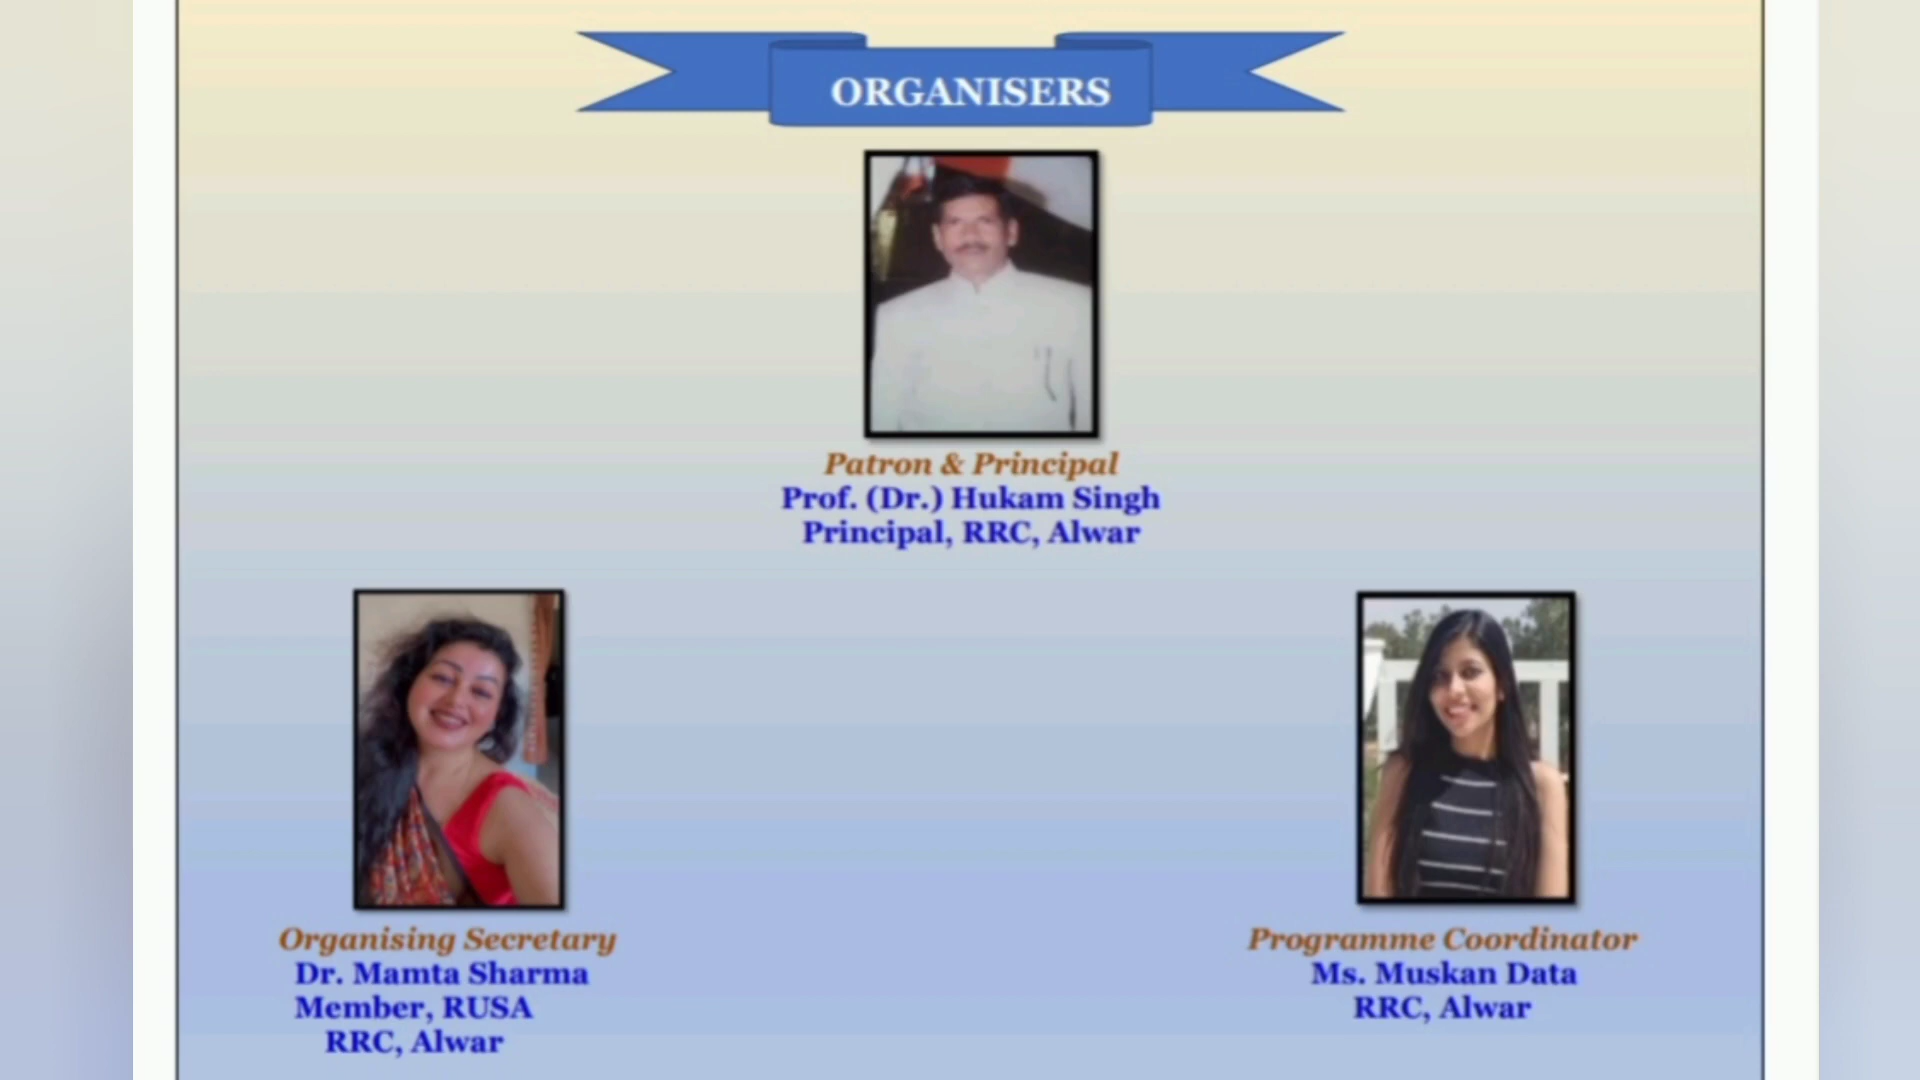 ORGANISERS
Patron & Principal
Prof. (Dr.) Hukam Singh
Principal, RRC, Alwar
Organising Secretary
Dr. Mamta Sharma
Member, RUSA
RRC, Alwar
Programme Coordinator
Ms. Muskan Data
RRC, Alwar